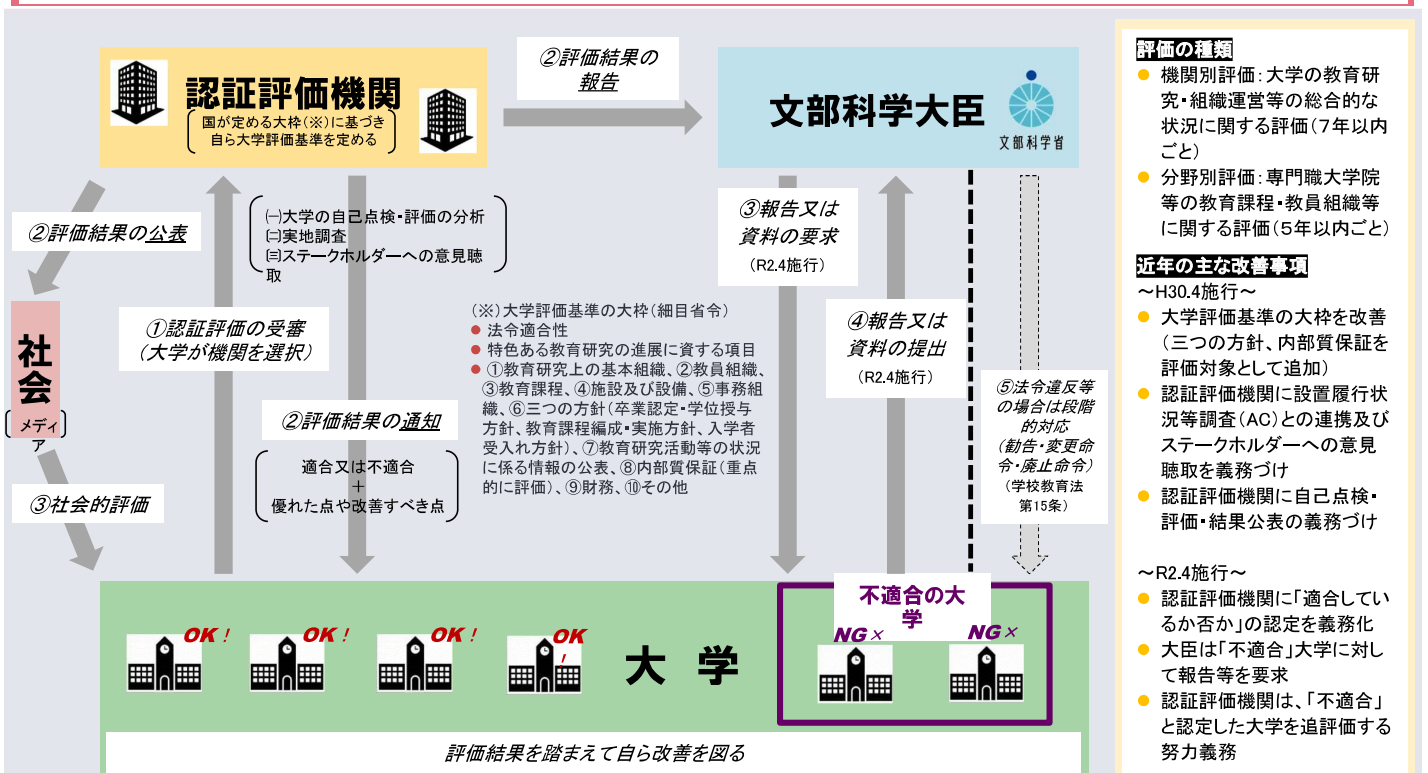 認証評価機関
国が定める大枠(※)に基づき
自ら大学評価基準を定める
②評価結果の
報告
文部科学大臣
文部科学省
②評価結果の公表
社会
メディ
ア
③社会的評価
①認証評価の受審
(大学が機関を選択)
㈠大学の自己点検・評価の分析
㈡実地調査
㈢ステークホルダーへの意見聴
取
②評価結果の通知
適合又は不適合
+
優れた点や改善すべき点
(※)大学評価基準の大枠(細目省令)
● 法令適合性
● 特色ある教育研究の進展に資する項目
● ①教育研究上の基本組織、②教員組織、
③教育課程、④施設及び設備、⑤事務組
織、⑥三つの方針(卒業認定・学位授与
方針、教育課程編成・実施方針、入学者
受入れ方針)、⑦教育研究活動等の状況
に係る情報の公表、⑧内部質保証(重点
的に評価)、⑨財務、⑩その他
③報告又は
資料の要求
(R2.4施行)
④報告又は
資料の提出
(R2.4施行)
⑤法令違反等
の場合は段階
的対応
(勧告・変更命
令・廃止命令)
(学校教育法
第15条)
OK!
OK!
OK!
OK
!
大 学
不適合の大
学
NG×
NG×
評価結果を踏まえて自ら改善を図る
評価の種類
● 機関別評価:大学の教育研
究・組織運営等の総合的な
状況に関する評価(7年以内
ごと)
● 分野別評価:専門職大学院
等の教育課程・教員組織等
に関する評価(5年以内ごと)
近年の主な改善事項
~H30.4施行~
● 大学評価基準の大枠を改善
(三つの方針、内部質保証を
評価対象として追加)
● 認証評価機関に設置履行状
況等調査(AC)との連携及び
ステークホルダーへの意見
聴取を義務づけ
● 認証評価機関に自己点検・
評価・結果公表の義務づけ
~R2.4施行~
● 認証評価機関に「適合してい
るか否か」の認定を義務化
● 大臣は「不適合」大学に対し
て報告等を要求
● 認証評価機関は、「不適合」
と認定した大学を追評価する
努力義務